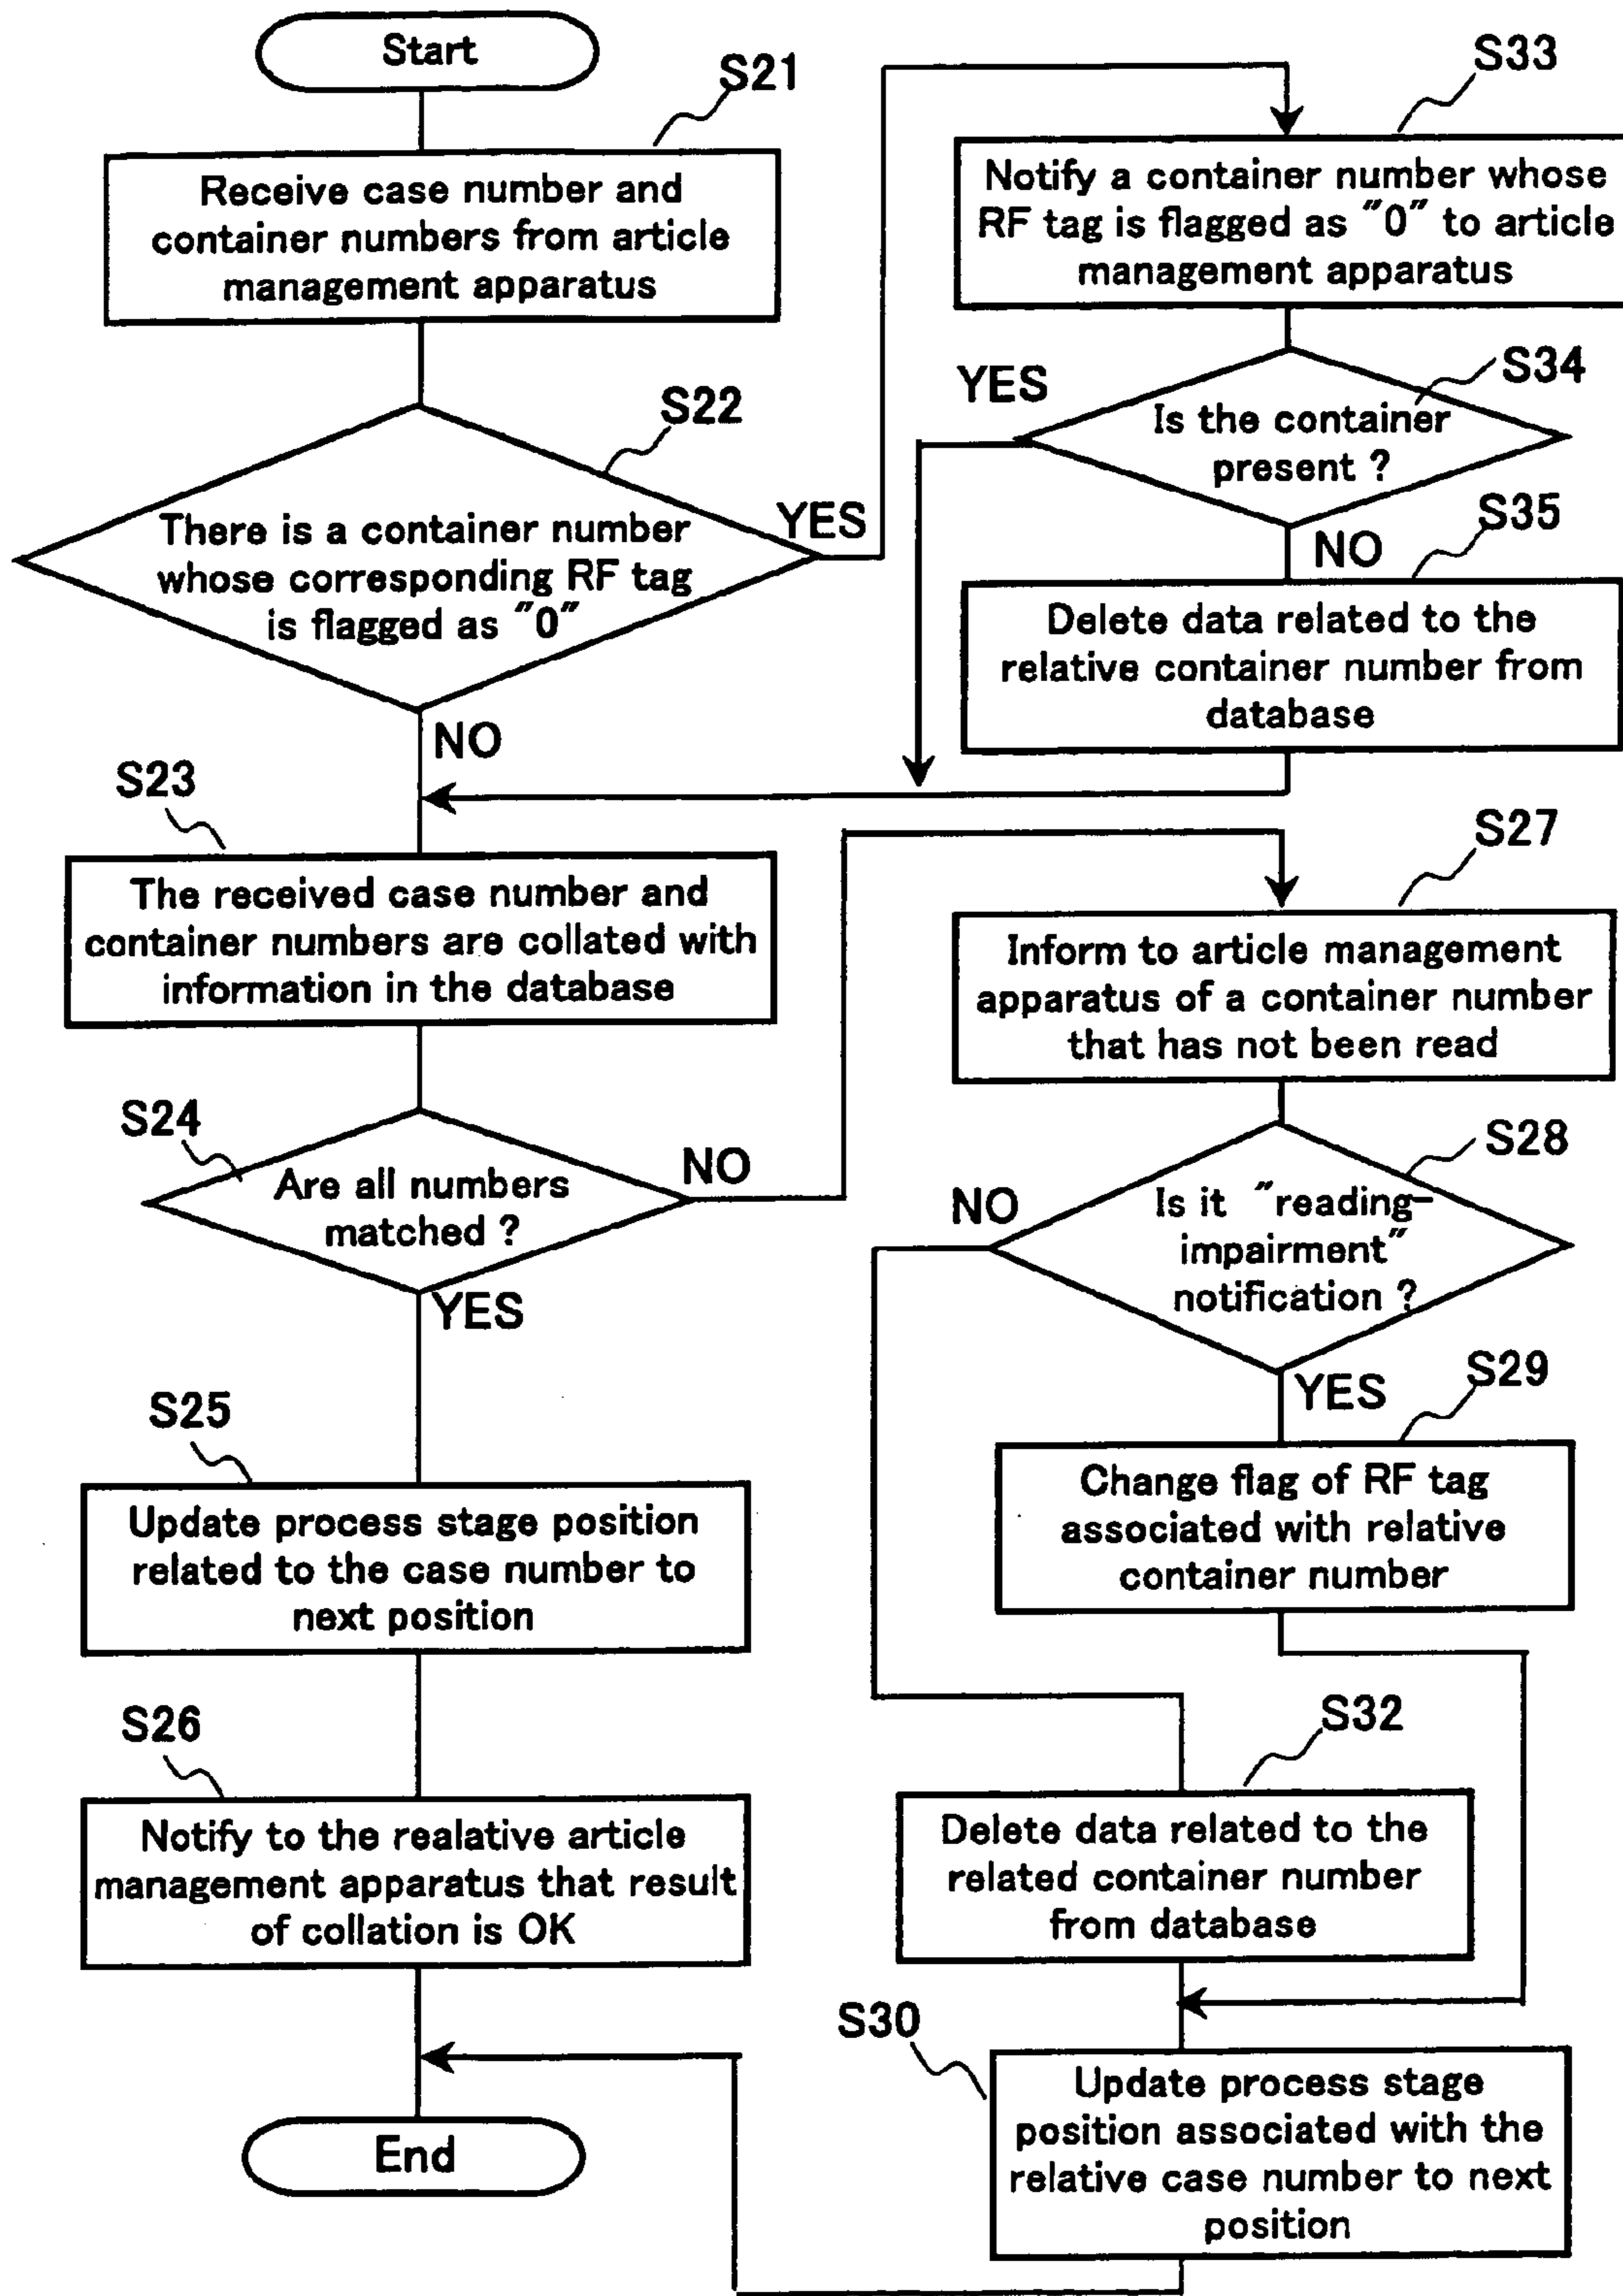 Start
S21
Receive case number and
container numbers from article
management apparatus
S22
There is a container number
whose corresponding RF tag
is flagged as "0"
YES
NO
S33
Notify a container number whose
RF tag is flagged as "0" to article
management apparatus
S34
YES
Is the container
present ?
NO
S35
Delete data related to the
relative container number from
database
S23
The received case number and
container numbers are collated with
information in the database
S24
Are all numbers
matched ?
NO
YES
S27
Inform to article management
apparatus of a container number
that has not been read
S28
NO
Is it "reading-
impairment"
notification ?
YES
S29
Change flag of RF tag
associated with relative
container number
S25
Update process stage position
related to the case number to
next position
S26
Notify to the realative article
management apparatus that result
of collation is OK
S32
Delete data related to the
related container number
from database
S30
Update process stage
position associated with the
relative case number to next
position
End